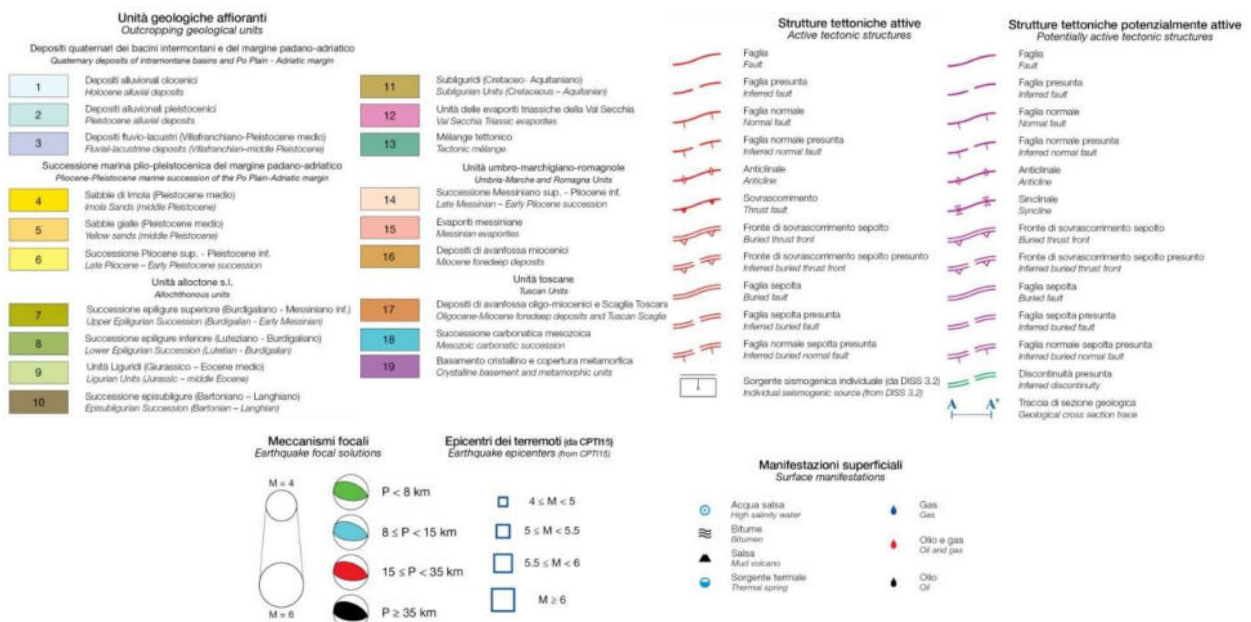 Unità geologiche affioranti
Outcropping geological units
Depositi quaternari dei bacini intermontani e del margine padano-adriatico
Quaternary deposits of intramontane basins and Po Plain - Adriatic margin
1
Depositi alluvionali olocenici
Holocene alluvial deposits
2
Depositi alluvionali pleistocenici
Pleistocene alluvial deposits
3
Depositi fluvio-lacustri (Villafranchiano-Pleistocene medio)
Fluvial-lacustrine deposits (Villafranchian-middle Pleistocene)
Successione marina plio-pleistocenica del margine padano-adriatico
Pliocene-Pleistocene marine succession of the Po Plain-Adriatic margin
4
Sabbie di Imola (Pleistocene medio)
Imola Sands (middle Pleistocene)
5
Sabbie gialle (Pleistocene medio)
Yellow sands (middle Pleistocene)
6
Successione Pliocene sup. - Pleistocene inf.
Late Pliocene – Early Pleistocene succession
Unità alloctone s.l.
Allochthonous units
7
Successione epiligure superiore (Burdigaliano - Messiniano inf.)
Upper Epiligurian Succession (Burdigalian - Early Messinian)
8
Successione epiligure inferiore (Luteziano - Burdigaliano)
Lower Epiligurian Succession (Lutetian - Burdigalian)
9
Unità Liguridi (Giurassico – Eocene medio)
Ligurian Units (Jurassic – middle Eocene)
10
Successione episubligure (Bartoniano – Langhiano)
Episubligurian Succession (Bartonian – Langhian)
11
Subliguridi (Cretaceo- Aquitaniano)
Subligurian Units (Cretaceous – Aquitanian)
12
Unità delle evaporiti triassiche della Val Secchia
Val Secchia Triassic evaporites
13
Mélange tettonico
Tectonic mélange
Unità umbro-marchigiano-romagnole
Umbria-Marche and Romagna Units
14
Successione Messiniano sup. - Pliocene inf.
Late Messinian – Early Pliocene succession
15
Evaporiti messiniane
Messinian evaporites
16
Depositi di avanfossa miocenici
Miocene foredeep deposits
Unità toscane
Tuscan Units
17
Depositi di avanfossa oligo-miocenici e Scaglia Toscana
Oligocene-Miocene foredeep deposits and Tuscan Scaglia
18
Successione carbonatica mesozoica
Mesozoic carbonatic succession
19
Basamento cristallino e copertura metamorfica
Crystalline basement and metamorphic units
Strutture tettoniche attive
Active tectonic structures
Faglia
Fault
Faglia presunta
Inferred fault
Faglia normale
Normal fault
Faglia normale presunta
Inferred normal fault
Anticlinale
Anticline
Sovrascorrimento
Thrust fault
Fronte di sovrascorrimento sepolto
Buried thrust front
Fronte di sovrascorrimento sepolto presunto
Inferred buried thrust front
Faglia sepolta
Buried fault
Faglia sepolta presunta
Inferred buried fault
Faglia normale sepolta presunta
Inferred buried normal fault
Sorgente sismogenica individuale (da DISS 3.2)
Individual seismogenic source (from DISS 3.2)
Strutture tettoniche potenzialmente attive
Potentially active tectonic structures
Faglia
Fault
Faglia presunta
Inferred fault
Faglia normale
Normal fault
Faglia normale presunta
Inferred normal fault
Anticlinale
Anticline
Sinclinale
Syncline
Fronte di sovrascorrimento sepolto
Buried thrust front
Fronte di sovrascorrimento sepolto presunto
Inferred buried thrust front
Faglia sepolta
Buried fault
Faglia sepolta presunta
Inferred buried fault
Faglia normale sepolta presunta
Inferred buried normal fault
Discontinuità presunta
Inferred discontinuity
A A'
Traccia di sezione geologica
Geological cross section trace
Meccanismi focali
Earthquake focal solutions
M = 4
M = 6
P < 8 km
8 ≤ P < 15 km
15 ≤ P < 35 km
P ≥ 35 km
Epicentri dei terremoti (da CPTI15)
Earthquake epicenters (from CPTI15)
4 ≤ M < 5
5 ≤ M < 5.5
5.5 ≤ M < 6
M ≥ 6
Manifestazioni superficiali
Surface manifestations
Acqua salsa
High salinity water
Bitume
Bitumen
Salsa
Mud volcano
Sorgente termale
Thermal spring
Gas
Gas
Olio e gas
Oil and gas
Olio
Oil